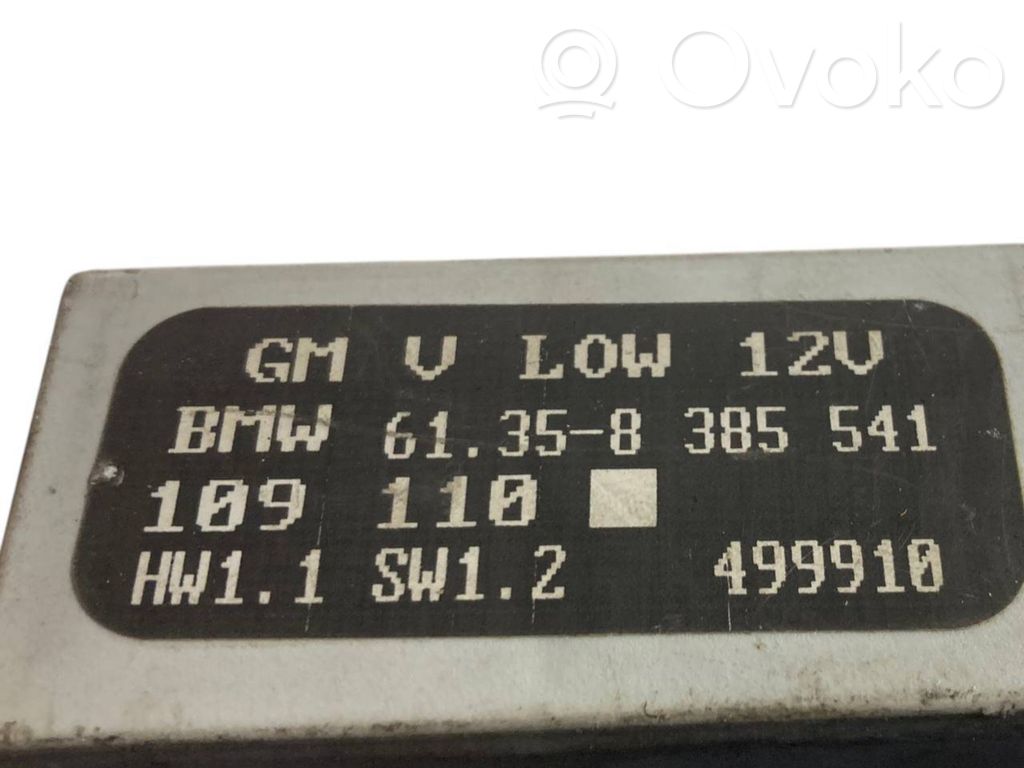 Ovoko
GM V LOW 12V
BMW 61.35-8 385 541
109 110
HW1.1 SW1.2 499910